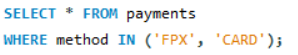 SELECT * FROM payments
WHERE method IN ('FPX', 'CARD');